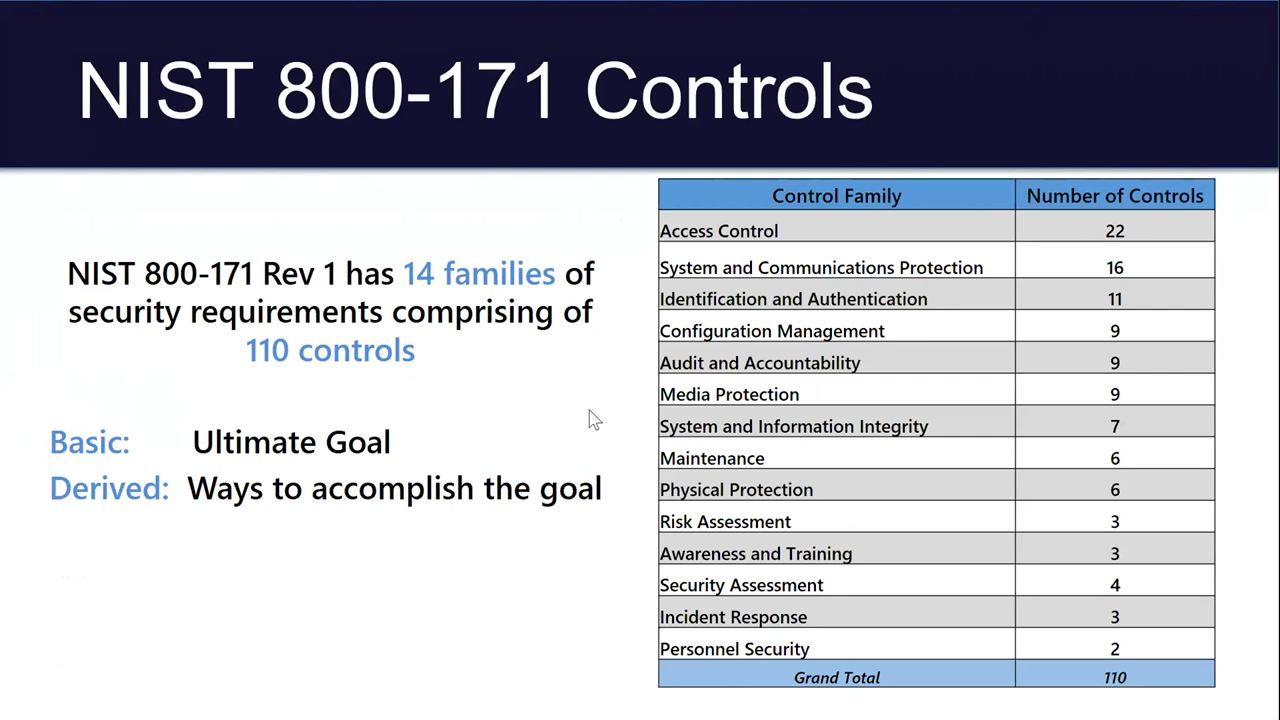 NIST 800-171 Controls
NIST 800-171 Rev 1 has 14 families of
security requirements comprising of
110 controls
Basic: Ultimate Goal
Derived: Ways to accomplish the goal
Control Family Number of Controls
Access Control 22
System and Communications Protection 16
Identification and Authentication 11
Configuration Management 9
Audit and Accountability 9
Media Protection 9
System and Information Integrity 7
Maintenance 6
Physical Protection 6
Risk Assessment 3
Awareness and Training 3
Security Assessment 4
Incident Response 3
Personnel Security 2
Grand Total 110